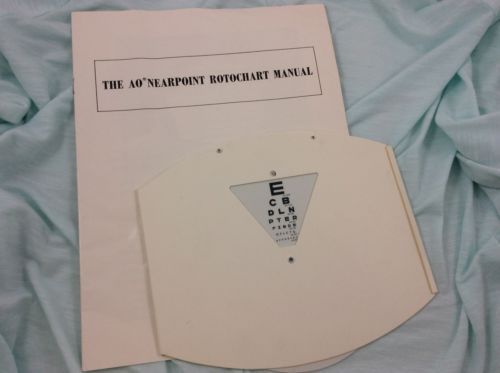 THE AO® NEARPOINT ROTOCHART MANUAL
E
C B
D L N
P T E R
F Z B D E